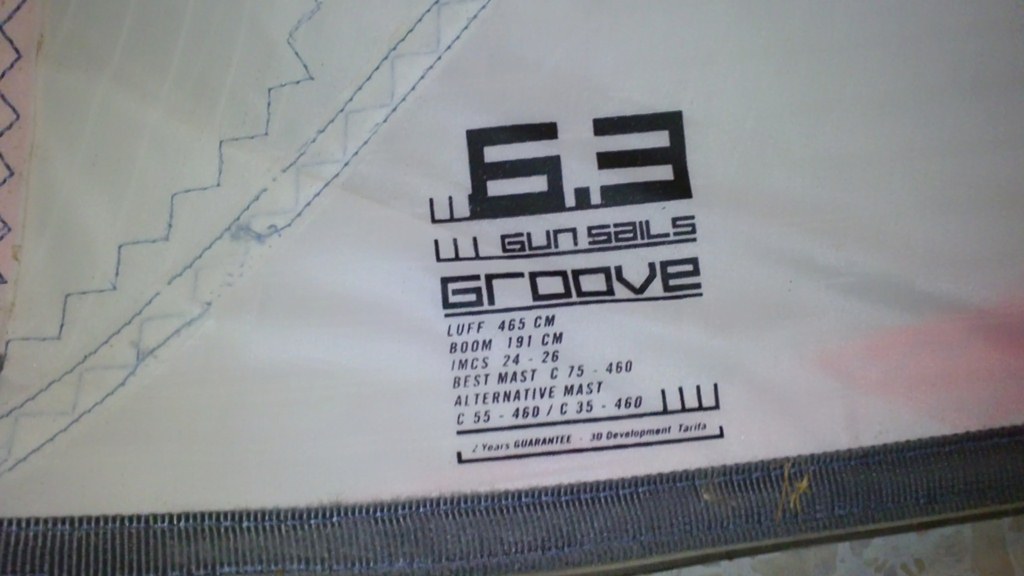 6.3
GUN SAILS
GROOVE
LUFF 465 CM
BOOM 191 CM
IMCS 24 - 26
BEST MAST C 75 - 460
ALTERNATIVE MAST
C 55 - 460 / C 35 - 460
2 Years GUARANTEE - 3D Development Tarifa